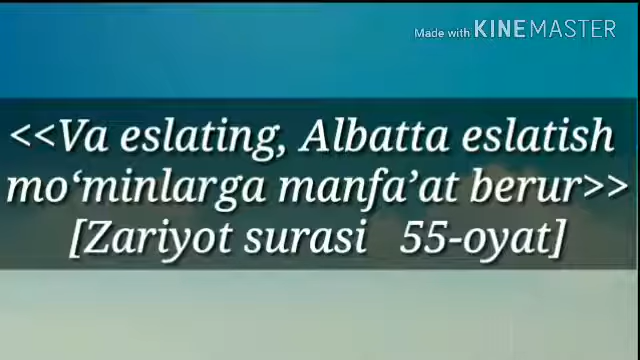 Made with KINEMASTER
<<Va eslating, Albatta eslatish
mo‘minlarga manfa’at berur>>
[Zariyot surasi 55-oyat]